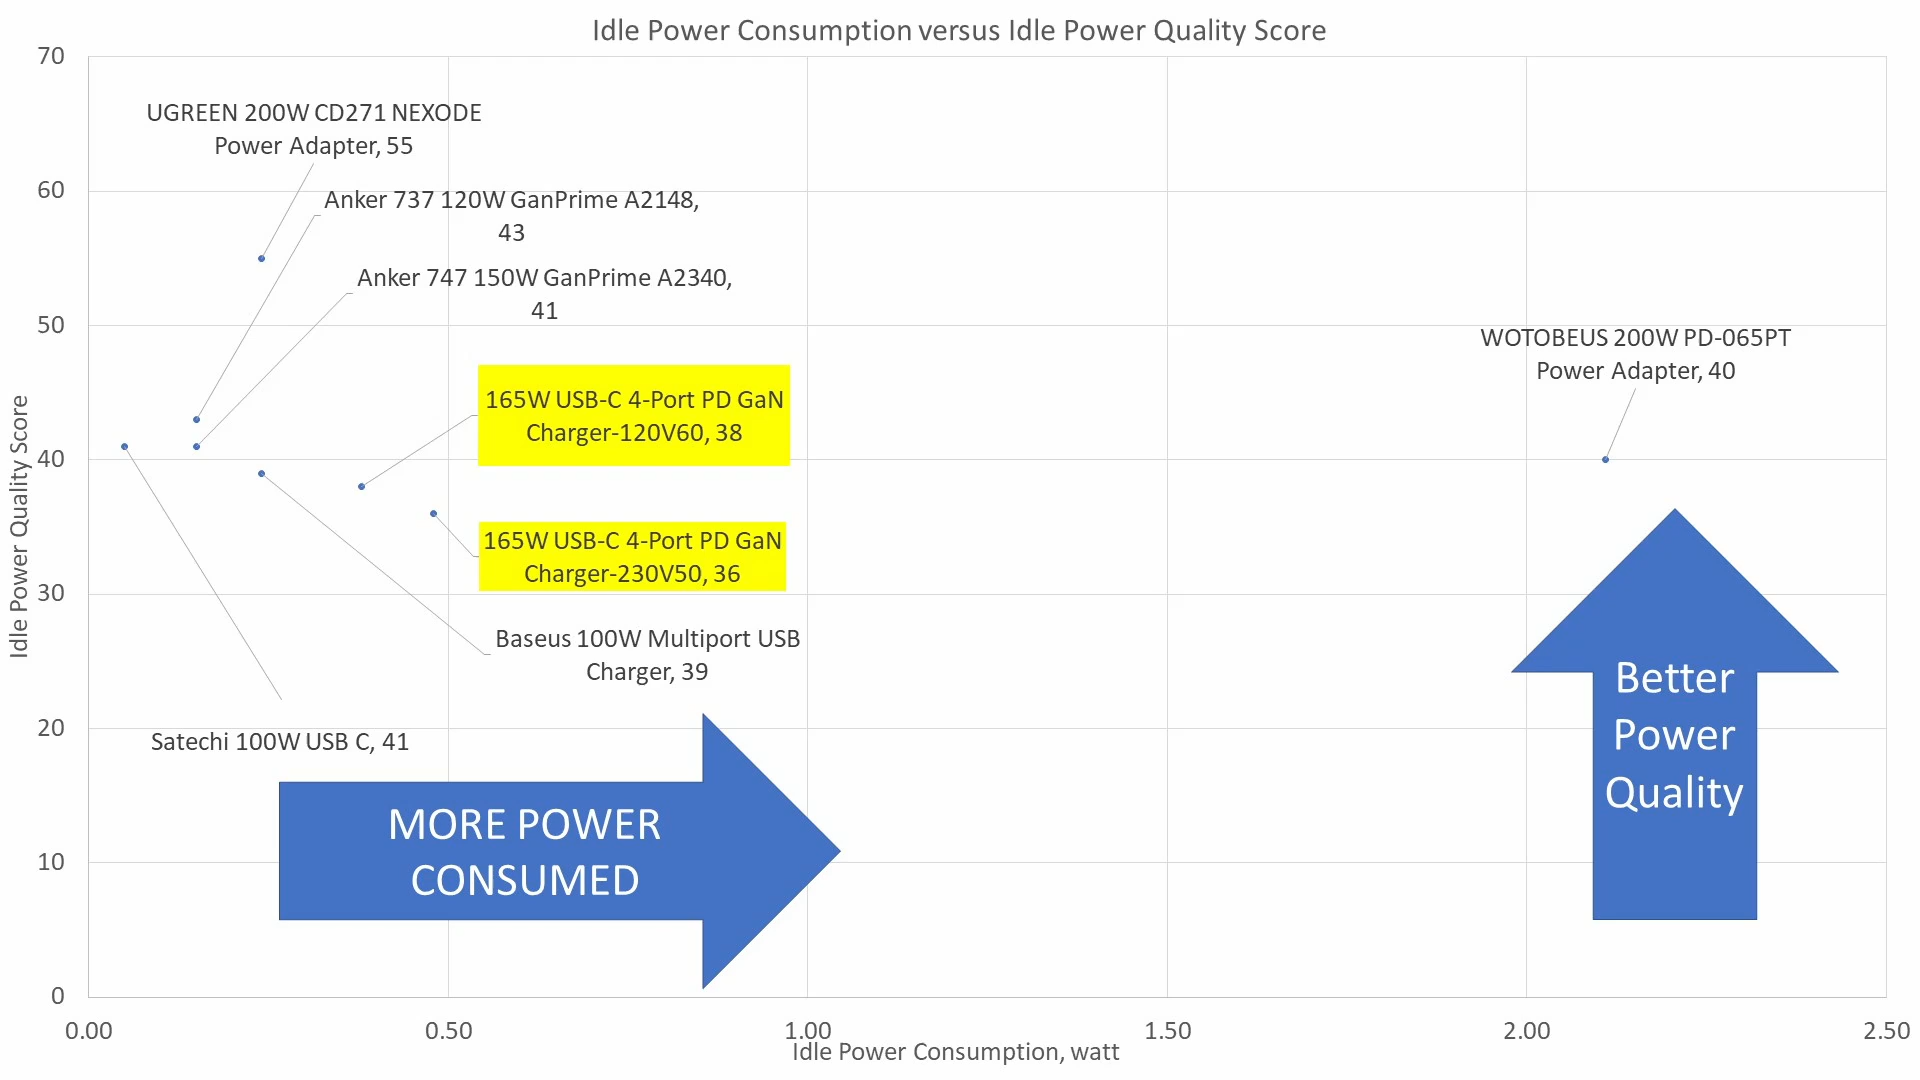 Idle Power Consumption versus Idle Power Quality Score
70
UGREEN 200W CD271 NEXODE
Power Adapter, 55
60
Anker 737 120W GanPrime A2148,
43
Anker 747 150W GanPrime A2340,
41
50
WOTOBEUS 200W PD-065PT
Power Adapter, 40
165W USB-C 4-Port PD GaN
Charger-120V60, 38
40
165W USB-C 4-Port PD GaN
Charger-230V50, 36
30
Baseus 100W Multiport USB
Charger, 39
Idle Power Quality Score
20
Satechi 100W USB C, 41
MORE POWER
CONSUMED
Better
Power
Quality
10
0
0.00
0.50
1.00
1.50
2.00
2.50
Idle Power Consumption, watt